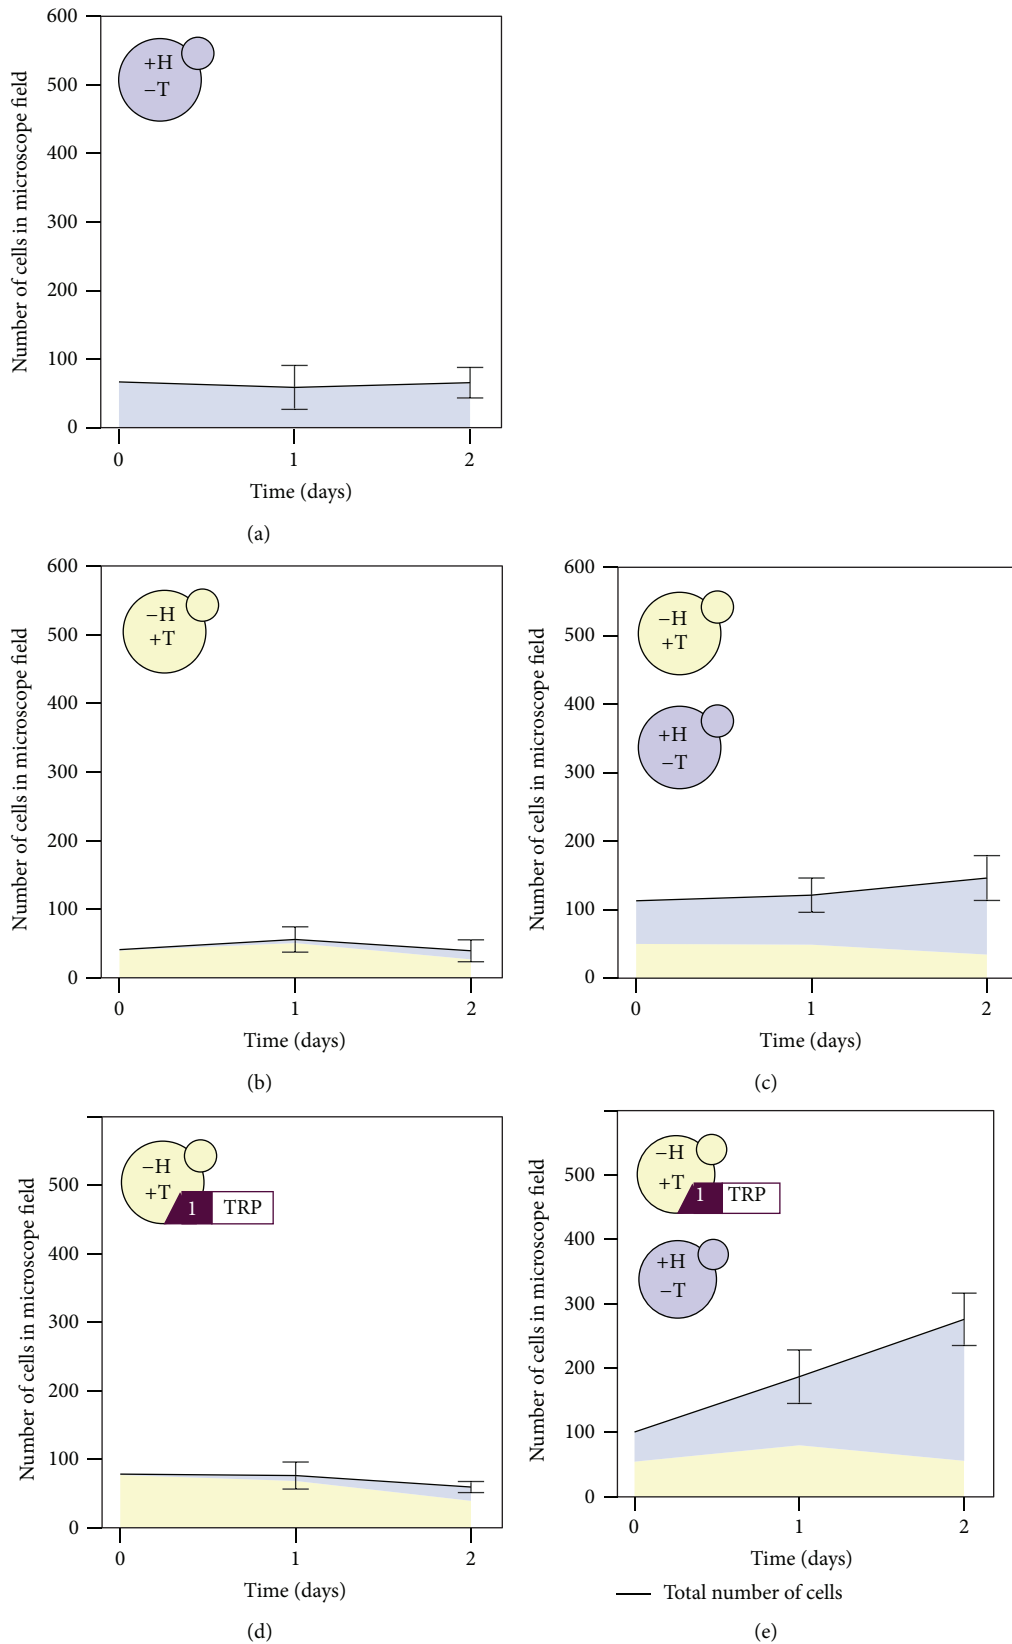 600
500
400
300
200
100
0
Number of cells in microscope field
+H
−T
0 1 2
Time (days)
(a)
600
500
400
300
200
100
0
Number of cells in microscope field
−H
+T
0 1 2
Time (days)
(b)
600
500
400
300
200
100
0
Number of cells in microscope field
−H
+T
+H
−T
0 1 2
Time (days)
(c)
500
400
300
200
100
0
Number of cells in microscope field
−H
+T
1 TRP
0 1 2
Time (days)
(d)
500
400
300
200
100
0
Number of cells in microscope field
−H
+T
1 TRP
+H
−T
0 1 2
Time (days)
Total number of cells
(e)